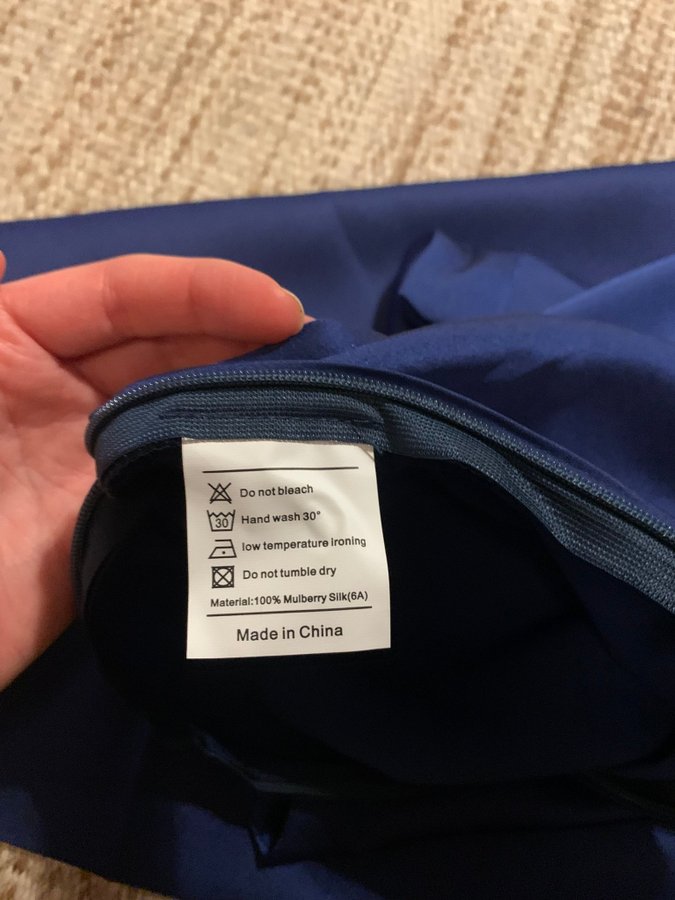 Do not bleach
30 Hand wash 30°
low temperature ironing
Do not tumble dry
Material:100% Mulberry Silk(6A)
Made in China